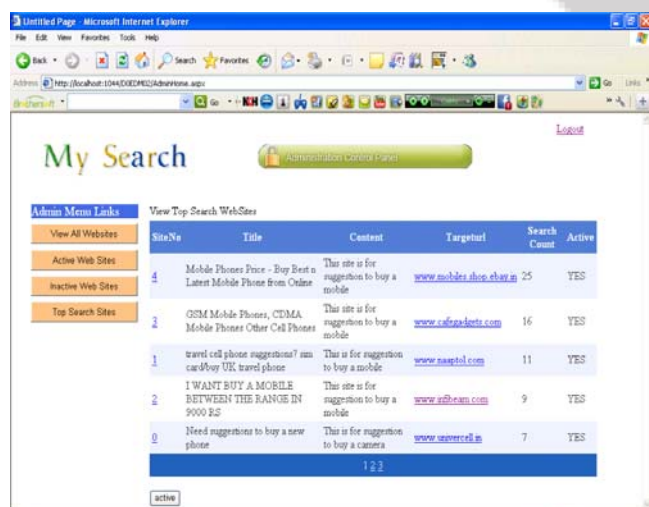 Untitled Page - Microsoft Internet Explorer
File Edit View Favorites Tools Help
Back Search Favorites
Address http://localhost:1044/ Go Links
Logout
My Search
Administration Control Panel
Admin Menu Links
View All Websites
Active Web Sites
Inactive Web Sites
Top Search Sites
View Top Search WebSites
SiteNo Title Content Targeturl Search Count Active
4 Mobile Phones Price - Buy Best n Latest Mobile Phone from Online This site is for suggestion to buy a mobile www.mobiles.shop.ebay.in 25 YES
3 GSM Mobile Phones, CDMA Mobile Phones Other Cell Phones This site is for suggestion to buy a mobile www.cafegadgets.com 16 YES
1 travel cell phone suggestions? sim card/buy UK travel phone This is for suggestion to buy a mobile www.naaptol.com 11 YES
2 I WANT BUY A MOBILE BETWEEN THE RANGE IN 9000 RS This site is for suggestion to buy a mobile www.infibeam.com 9 YES
0 Need suggestions to buy a new phone This is for suggestion to buy a camera www.univercell.in 7 YES
1 2 3
active